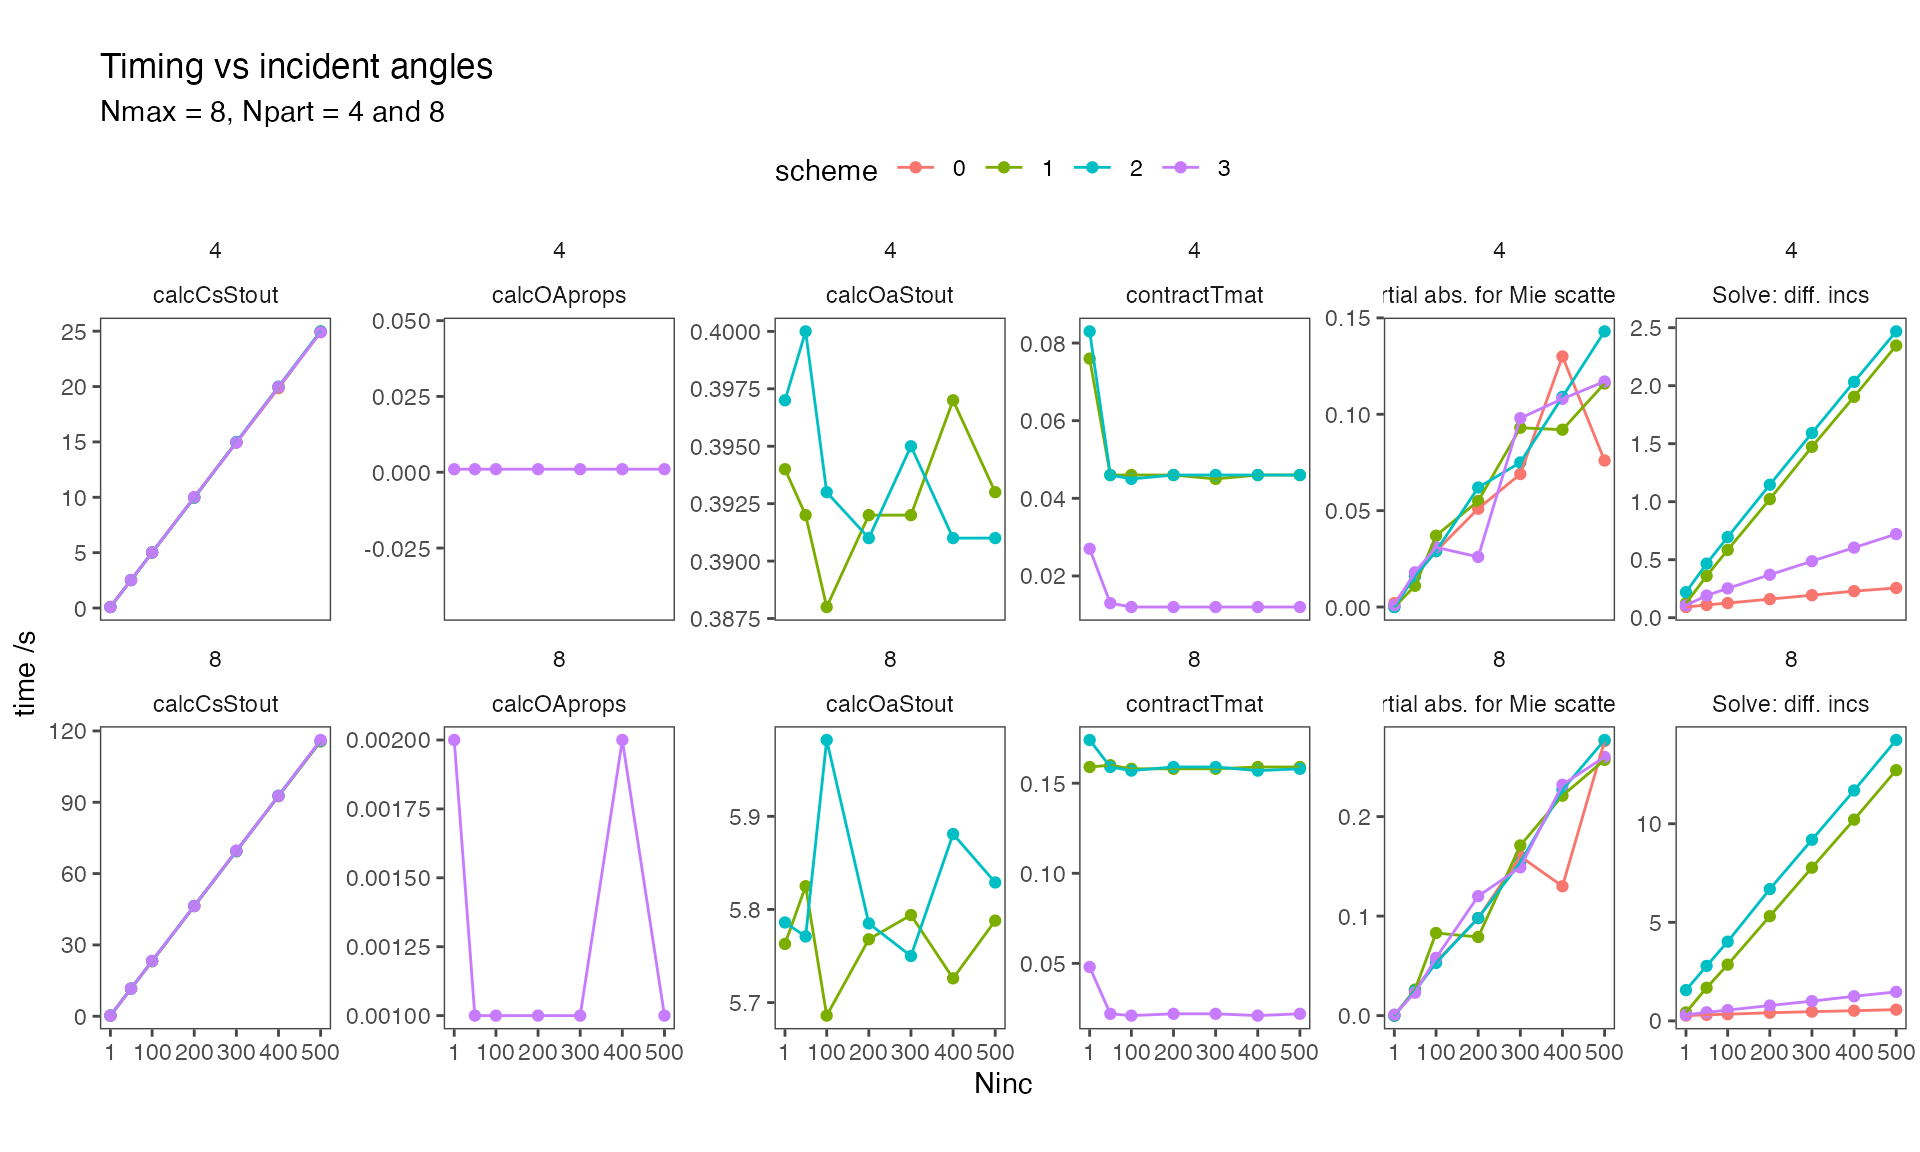 Timing vs incident angles
Nmax = 8, Npart = 4 and 8
scheme 0 1 2 3
4 4 4 4 4 4
calcCsStout calcOAprops calcOaStout contractTmat rtial abs. for Mie scatte Solve: diff. incs
25 20 15 10 5 0
0.050 0.025 0.000 -0.025
0.4000 0.3975 0.3950 0.3925 0.3900 0.3875
0.08 0.06 0.04 0.02
0.15 0.10 0.05 0.00
2.5 2.0 1.5 1.0 0.5 0.0
time /s
8 8 8 8 8 8
calcCsStout calcOAprops calcOaStout contractTmat rtial abs. for Mie scatte Solve: diff. incs
120 90 60 30 0
0.00200 0.00175 0.00150 0.00125 0.00100
5.9 5.8 5.7
0.15 0.10 0.05
0.2 0.1 0.0
10 5 0
1 100 200 300 400 500 1 100 200 300 400 500 1 100 200 300 400 500 1 100 200 300 400 500 1 100 200 300 400 500 1 100 200 300 400 500
Ninc